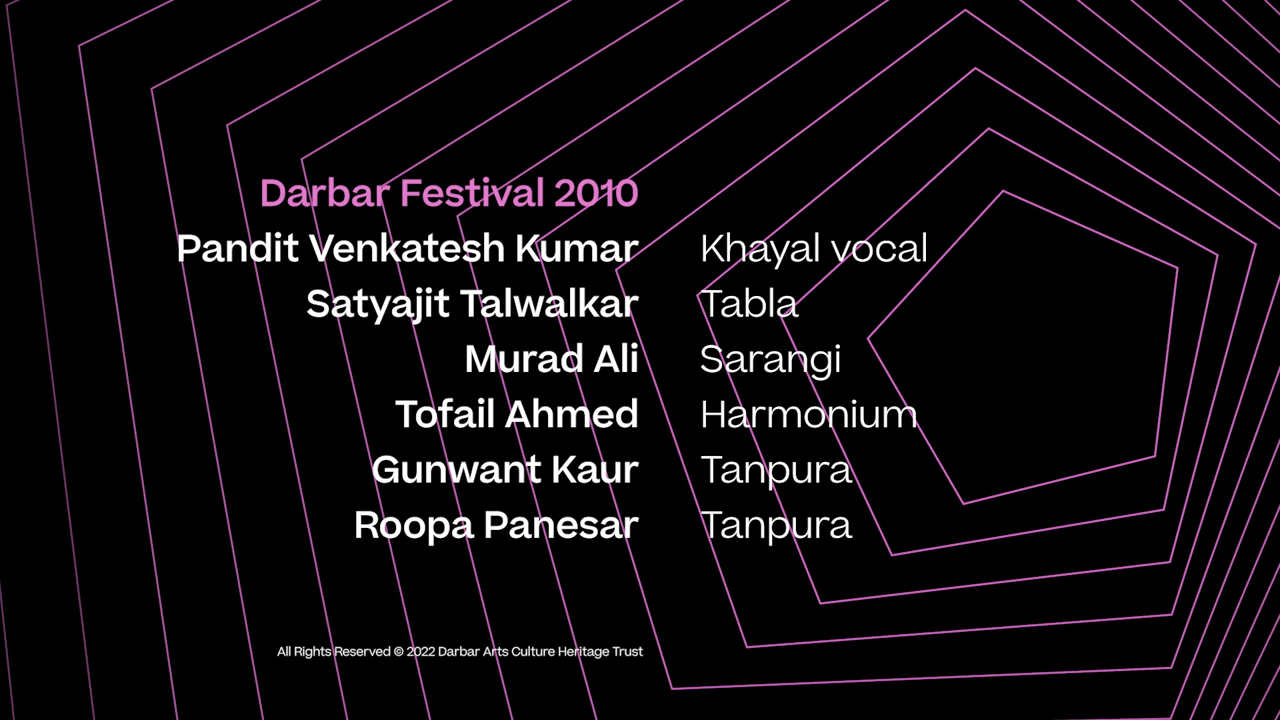 Darbar Festival 2010
Pandit Venkatesh Kumar Khayal vocal
Satyajit Talwalkar Tabla
Murad Ali Sarangi
Tofail Ahmed Harmonium
Gunwant Kaur Tanpura
Roopa Panesar Tanpura
All Rights Reserved © 2022 Darbar Arts Culture Heritage Trust